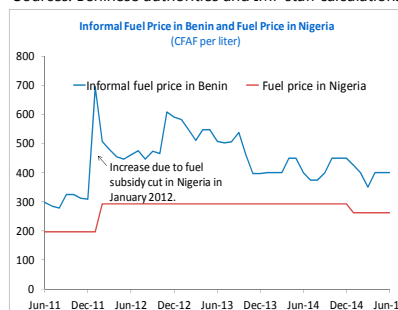 Informal Fuel Price in Benin and Fuel Price in Nigeria
(CFAF per liter)
800
700
600
500
400
300
200
100
0
Informal fuel price in Benin
Fuel price in Nigeria
Increase due to fuel
subsidy cut in Nigeria in
January 2012.
Jun-11 Dec-11 Jun-12 Dec-12 Jun-13 Dec-13 Jun-14 Dec-14